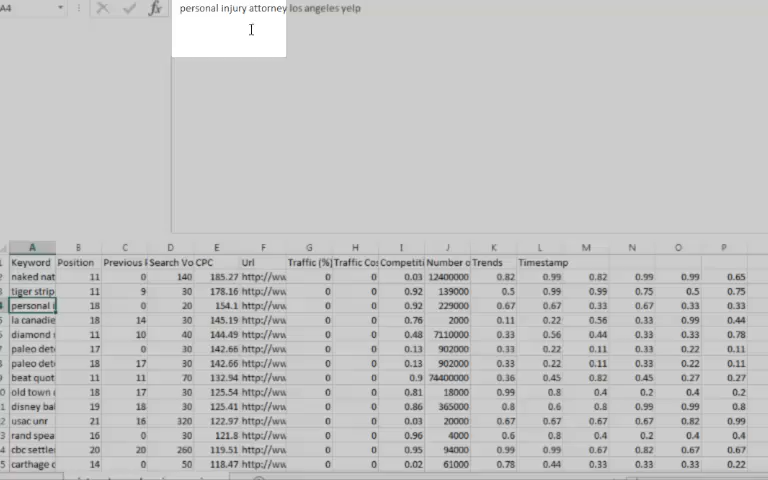 A4 fx personal injury attorney los angeles yelp
A B C D E F G H I J K L M N O P
Keyword Position Previous Search Vo CPC Url Traffic (%) Traffic Cos Competiti Number o Trends Timestamp
naked nat 11 0 140 185.27 http://ww 0 0 0.03 12400000 0.82 0.99 0.82 0.99 0.99 0.65
tiger strip 11 9 30 178.16 http://ww 0 0 0.92 139000 0.5 0.99 0.99 0.75 0.5 0.75
personal i 18 0 20 154.1 http://ww 0 0 0.92 229000 0.67 0.67 0.33 0.67 0.33 0.33
la canadie 18 14 30 145.19 http://ww 0 0 0.76 2000 0.11 0.22 0.56 0.33 0.99 0.44
diamond 11 10 40 144.49 http://ww 0 0 0.48 7110000 0.33 0.56 0.44 0.33 0.33 0.78
paleo det 17 0 30 142.66 http://ww 0 0 0.13 902000 0.33 0.22 0.11 0.33 0.22 0.11
paleo det 18 17 30 142.66 http://ww 0 0 0.13 902000 0.33 0.22 0.11 0.33 0.22 0.11
beat quot 11 11 70 132.94 http://ww 0 0 0.9 74400000 0.36 0.45 0.82 0.45 0.27 0.27
old town 18 17 30 125.54 http://ww 0 0 0.81 18000 0.99 0.8 0.4 0.2 0.4 0.2
disney bal 19 18 30 125.41 http://ww 0 0 0.86 365000 0.8 0.6 0.8 0.99 0.99 0.8
usac unr 21 16 320 122.97 http://ww 0 0 0.03 20000 0.67 0.67 0.67 0.67 0.82 0.99
rand spea 16 0 30 121.8 http://ww 0 0 0.96 4000 0.6 0.8 0.4 0.2 0.4 0.4
cbc settle 20 20 260 119.51 http://ww 0 0 0.95 94000 0.99 0.99 0.67 0.82 0.67 0.67
carthage c 14 0 50 118.47 http://ww 0 0 0.02 61000 0.78 0.44 0.33 0.33 0.33 0.22